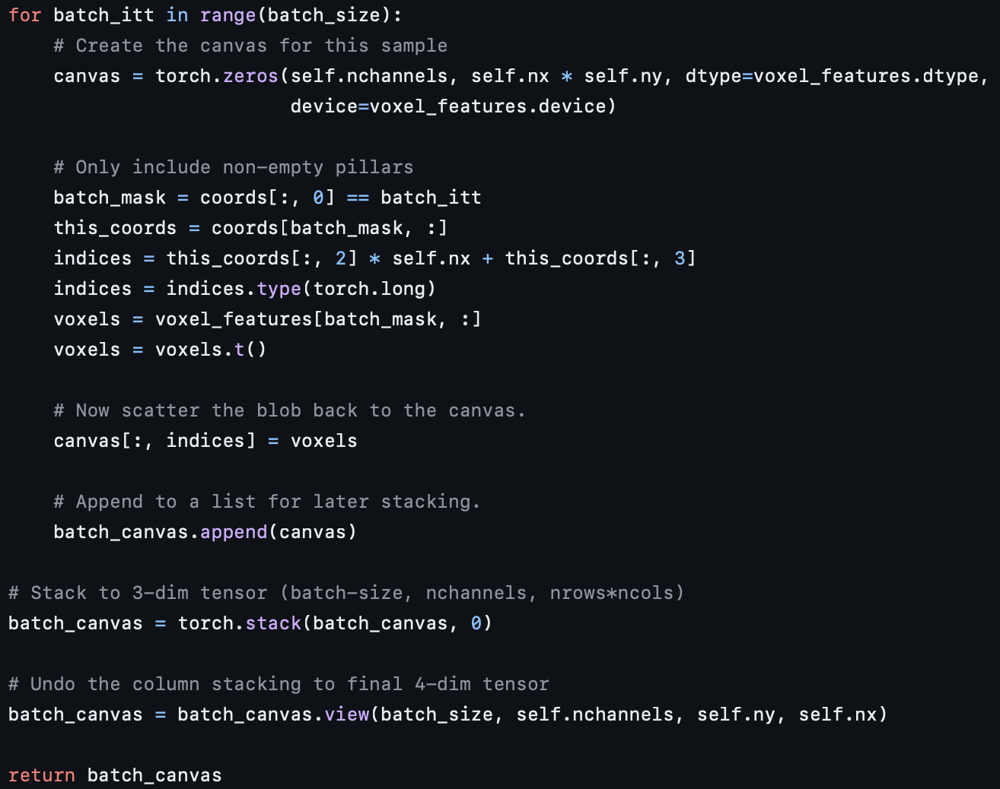 for batch_itt in range(batch_size):
    # Create the canvas for this sample
    canvas = torch.zeros(self.nchannels, self.nx * self.ny, dtype=voxel_features.dtype,
                         device=voxel_features.device)

    # Only include non-empty pillars
    batch_mask = coords[:, 0] == batch_itt
    this_coords = coords[batch_mask, :]
    indices = this_coords[:, 2] * self.nx + this_coords[:, 3]
    indices = indices.type(torch.long)
    voxels = voxel_features[batch_mask, :]
    voxels = voxels.t()

    # Now scatter the blob back to the canvas.
    canvas[:, indices] = voxels

    # Append to a list for later stacking.
    batch_canvas.append(canvas)

# Stack to 3-dim tensor (batch-size, nchannels, nrows*ncols)
batch_canvas = torch.stack(batch_canvas, 0)

# Undo the column stacking to final 4-dim tensor
batch_canvas = batch_canvas.view(batch_size, self.nchannels, self.ny, self.nx)

return batch_canvas